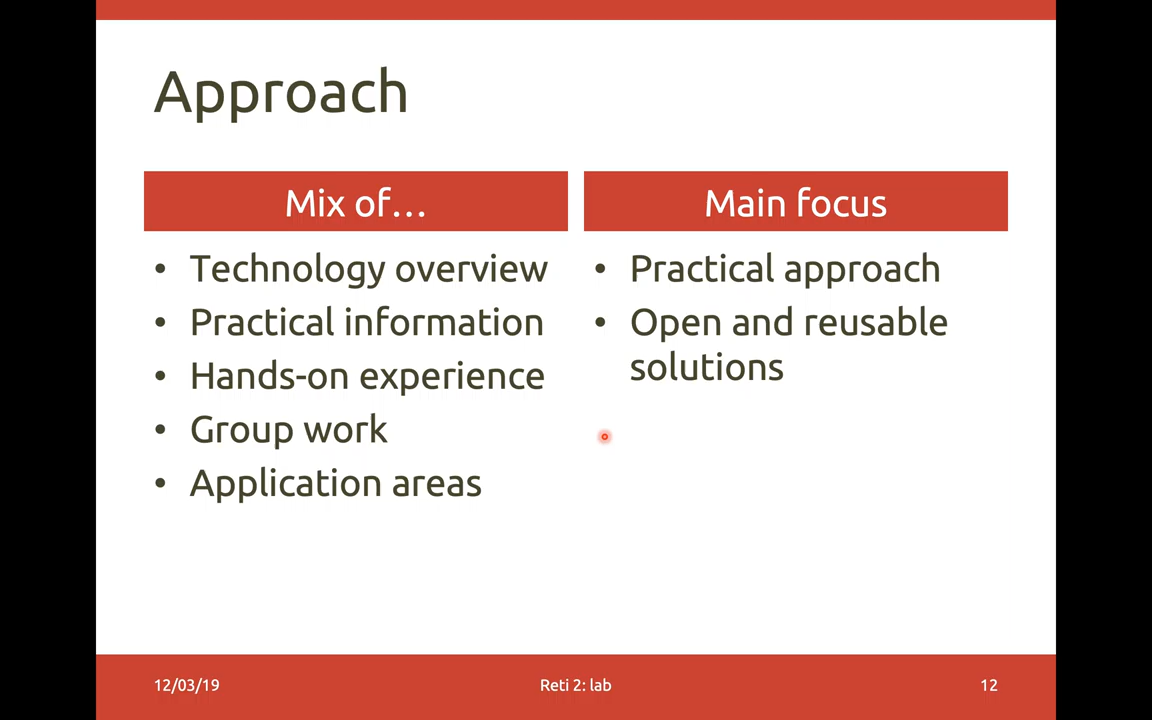 Approach
Mix of…
• Technology overview
• Practical information
• Hands-on experience
• Group work
• Application areas
Main focus
• Practical approach
• Open and reusable
solutions
12/03/19
Reti 2: lab
12